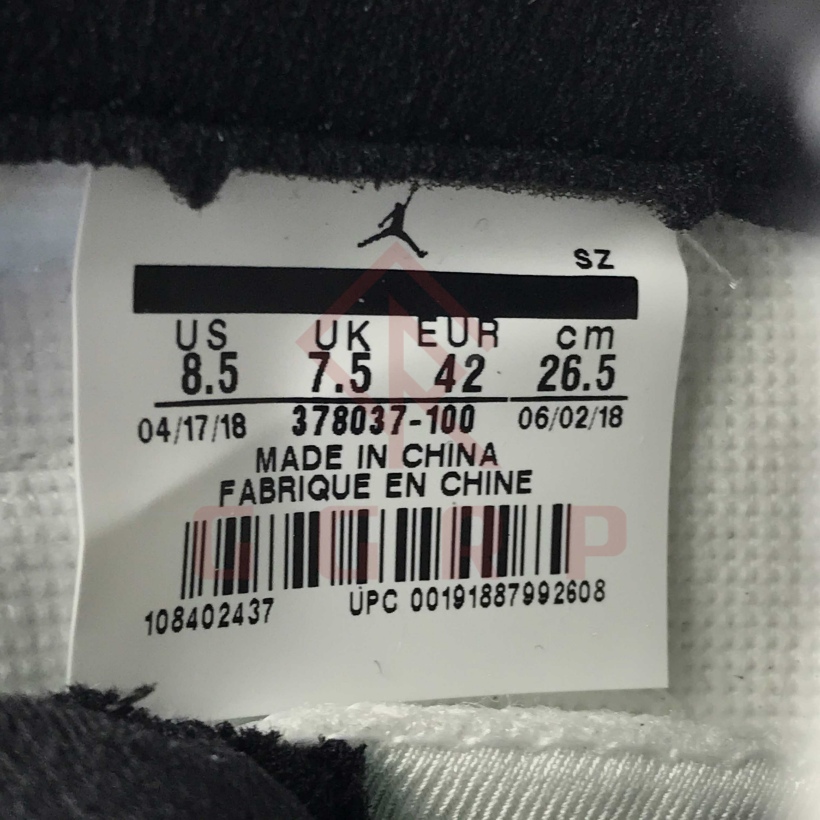 SZ
US UK EUR cm
8.5 7.5 42 26.5
04/17/18 378037-100 06/02/18
MADE IN CHINA
FABRIQUE EN CHINE
108402437 UPC 00191887992608
GGRP